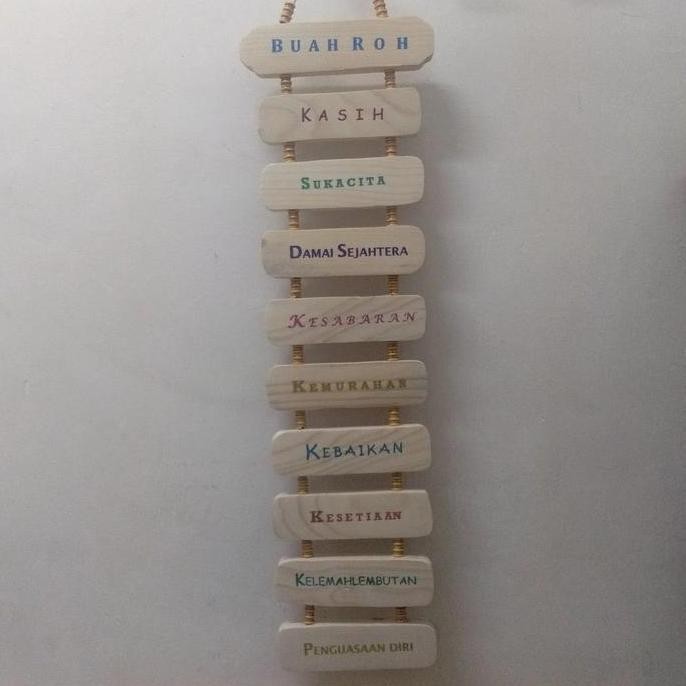 BUAH ROH
KASIH
SUKACITA
DAMAI SEJAHTERA
KESABARAN
KEMURAHAN
KEBAIKAN
KESETIAAN
KELEMAHLEMBUTAN
PENGUASAAN DIRI